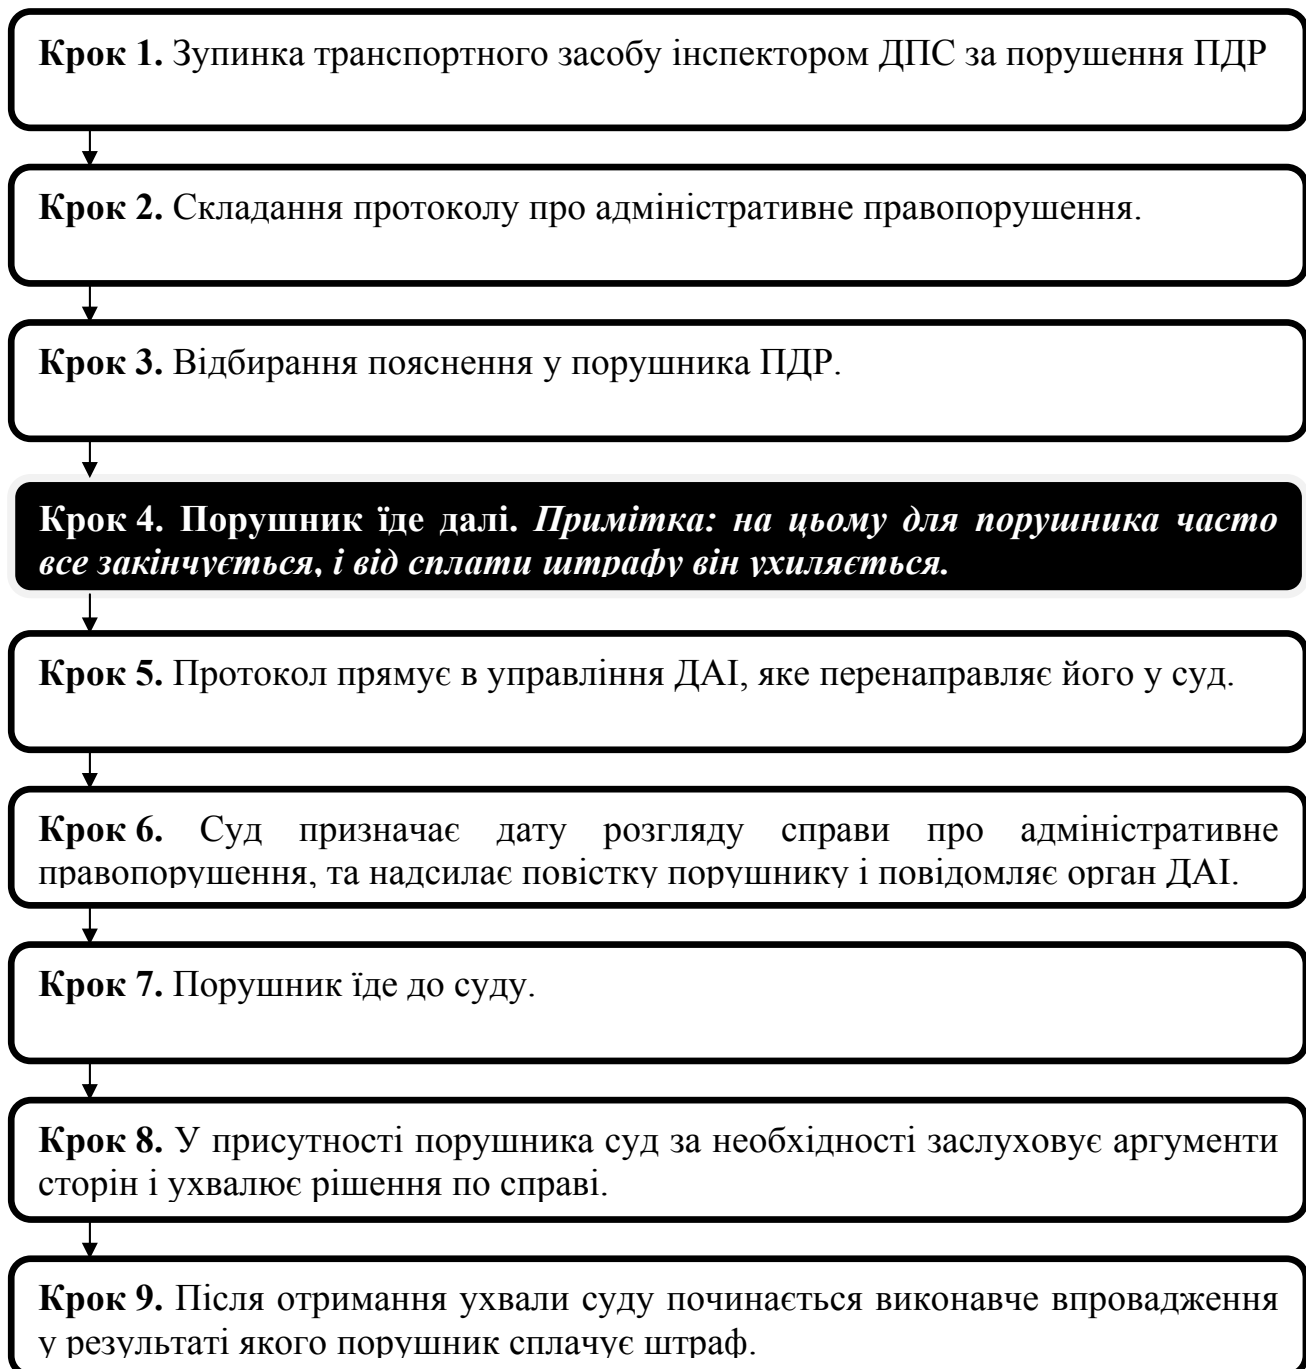 Крок 1. Зупинка транспортного засобу інспектором ДПС за порушення ПДР
Крок 2. Складання протоколу про адміністративне правопорушення.
Крок 3. Відбирання пояснення у порушника ПДР.
Крок 4. Порушник їде далі. Примітка: на цьому для порушника часто
все закінчується, і від сплати штрафу він ухиляється.
Крок 5. Протокол прямує в управління ДАІ, яке перенаправляє його у суд.
Крок 6. Суд призначає дату розгляду справи про адміністративне
правопорушення, та надсилає повістку порушнику і повідомляє орган ДАІ.
Крок 7. Порушник їде до суду.
Крок 8. У присутності порушника суд за необхідності заслуховує аргументи
сторін і ухвалює рішення по справі.
Крок 9. Після отримання ухвали суду починається виконавче впровадження
у результаті якого порушник сплачує штраф.